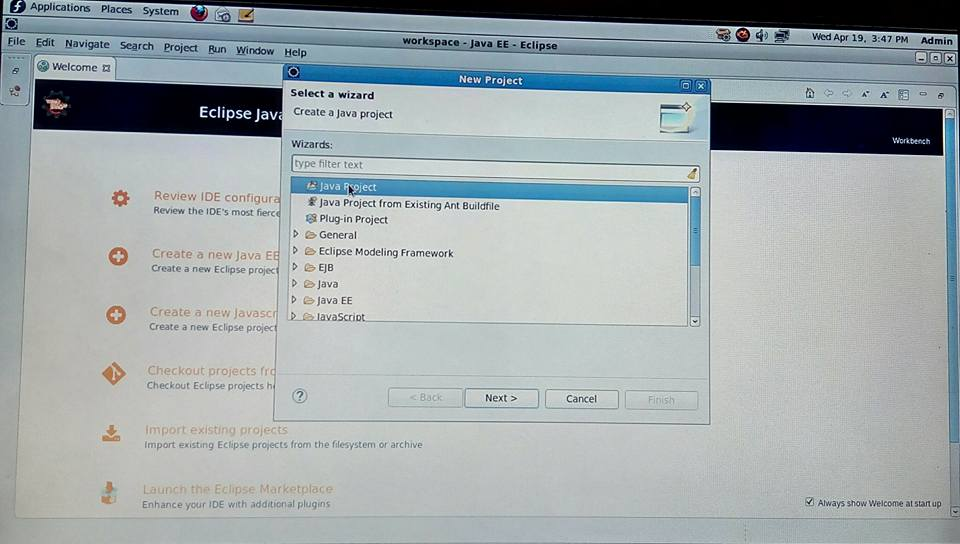 Applications Places System
Wed Apr 19, 3:47 PM Admin
workspace - Java EE - Eclipse
File Edit Navigate Search Project Run Window Help
Welcome
Eclipse Java
Workbench
Review IDE configura
Review the IDE's most fierce
Create a new Java EE
Create a new Eclipse project
Create a new Javascr
Create a new Eclipse project
Checkout projects fro
Checkout Eclipse projects h
Import existing projects
Import existing Eclipse projects from the filesystem or archive
Launch the Eclipse Marketplace
Enhance your IDE with additional plugins
Always show Welcome at start up
New Project
Select a wizard
Create a Java project
Wizards:
type filter text
Java Project
Java Project from Existing Ant Buildfile
Plug-in Project
General
Eclipse Modeling Framework
EJB
Java
Java EE
JavaScript
?
< Back Next > Cancel Finish